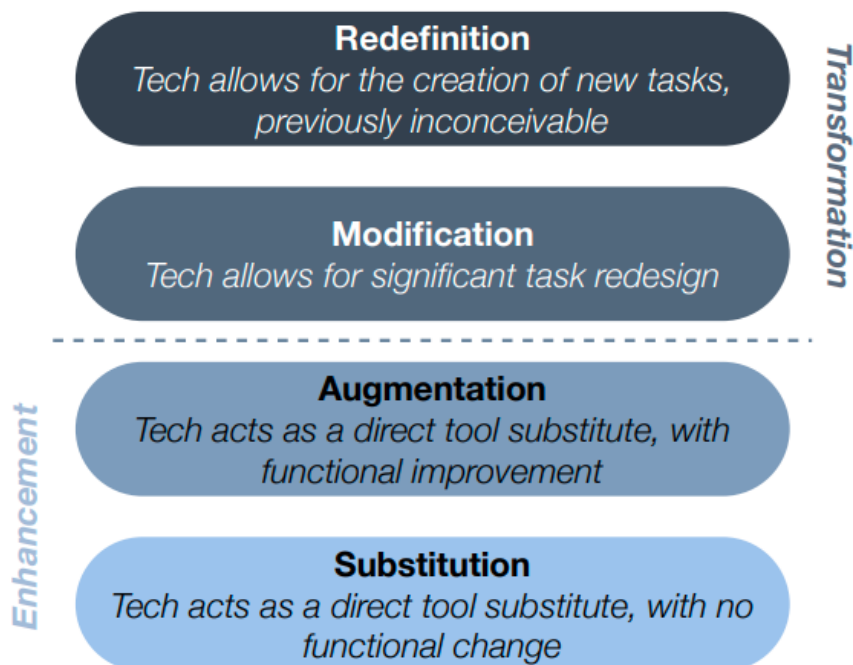 Redefinition
Tech allows for the creation of new tasks,
previously inconceivable
Transformation
Modification
Tech allows for significant task redesign
Enhancement
Augmentation
Tech acts as a direct tool substitute, with
functional improvement
Substitution
Tech acts as a direct tool substitute, with no
functional change